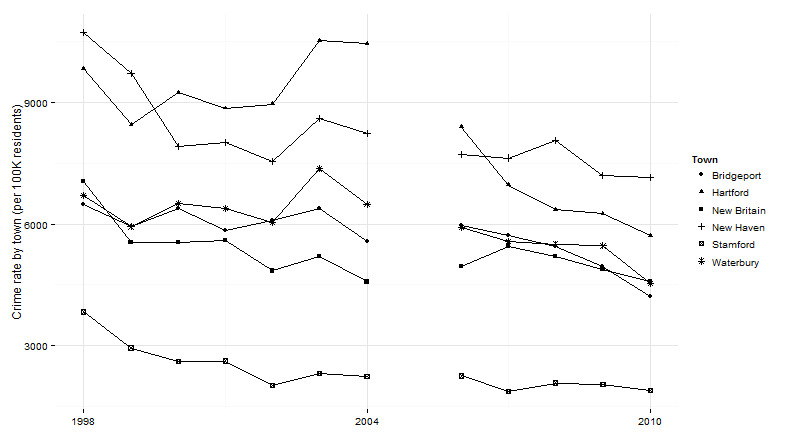 Crime rate by town (per 100K residents)
9000
6000
3000
1998
2004
2010
Town
Bridgeport
Hartford
New Britain
New Haven
Stamford
Waterbury